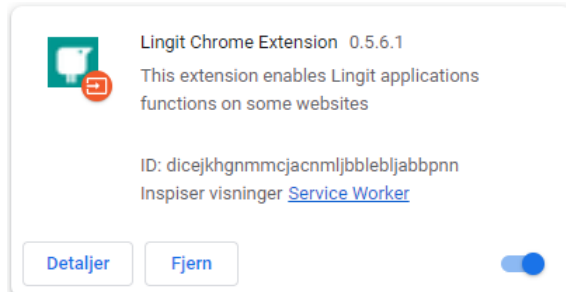 Lingit Chrome Extension 0.5.6.1
This extension enables Lingit applications
functions on some websites
ID: dicejkhgnmmcjacnmljbblebljabbpnn
Inspiser visninger Service Worker
Detaljer Fjern